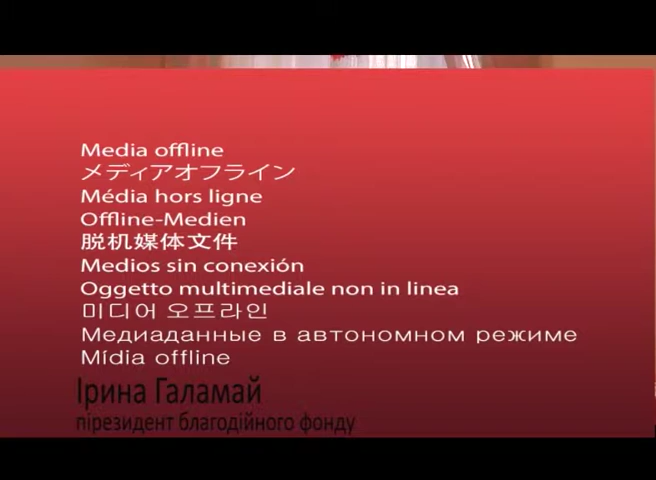 Media offline
メディアオフライン
Média hors ligne
Offline-Medien
脱机媒体文件
Medios sin conexión
Oggetto multimediale non in linea
미디어 오프라인
Медиаданные в автономном режиме
Mídia offline
Ірина Галамай
пірезидент благодійного фонду